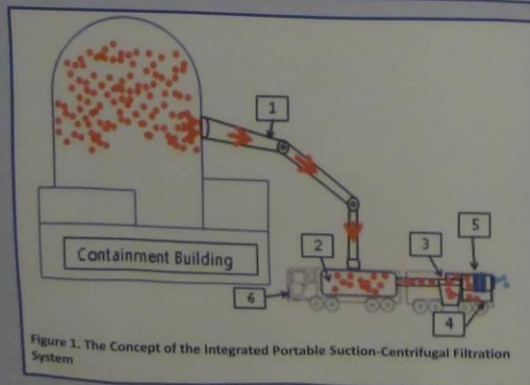 1
2
3
5
Containment Building
6
4
Figure 1. The Concept of the Integrated Portable Suction-Centrifugal Filtration
System